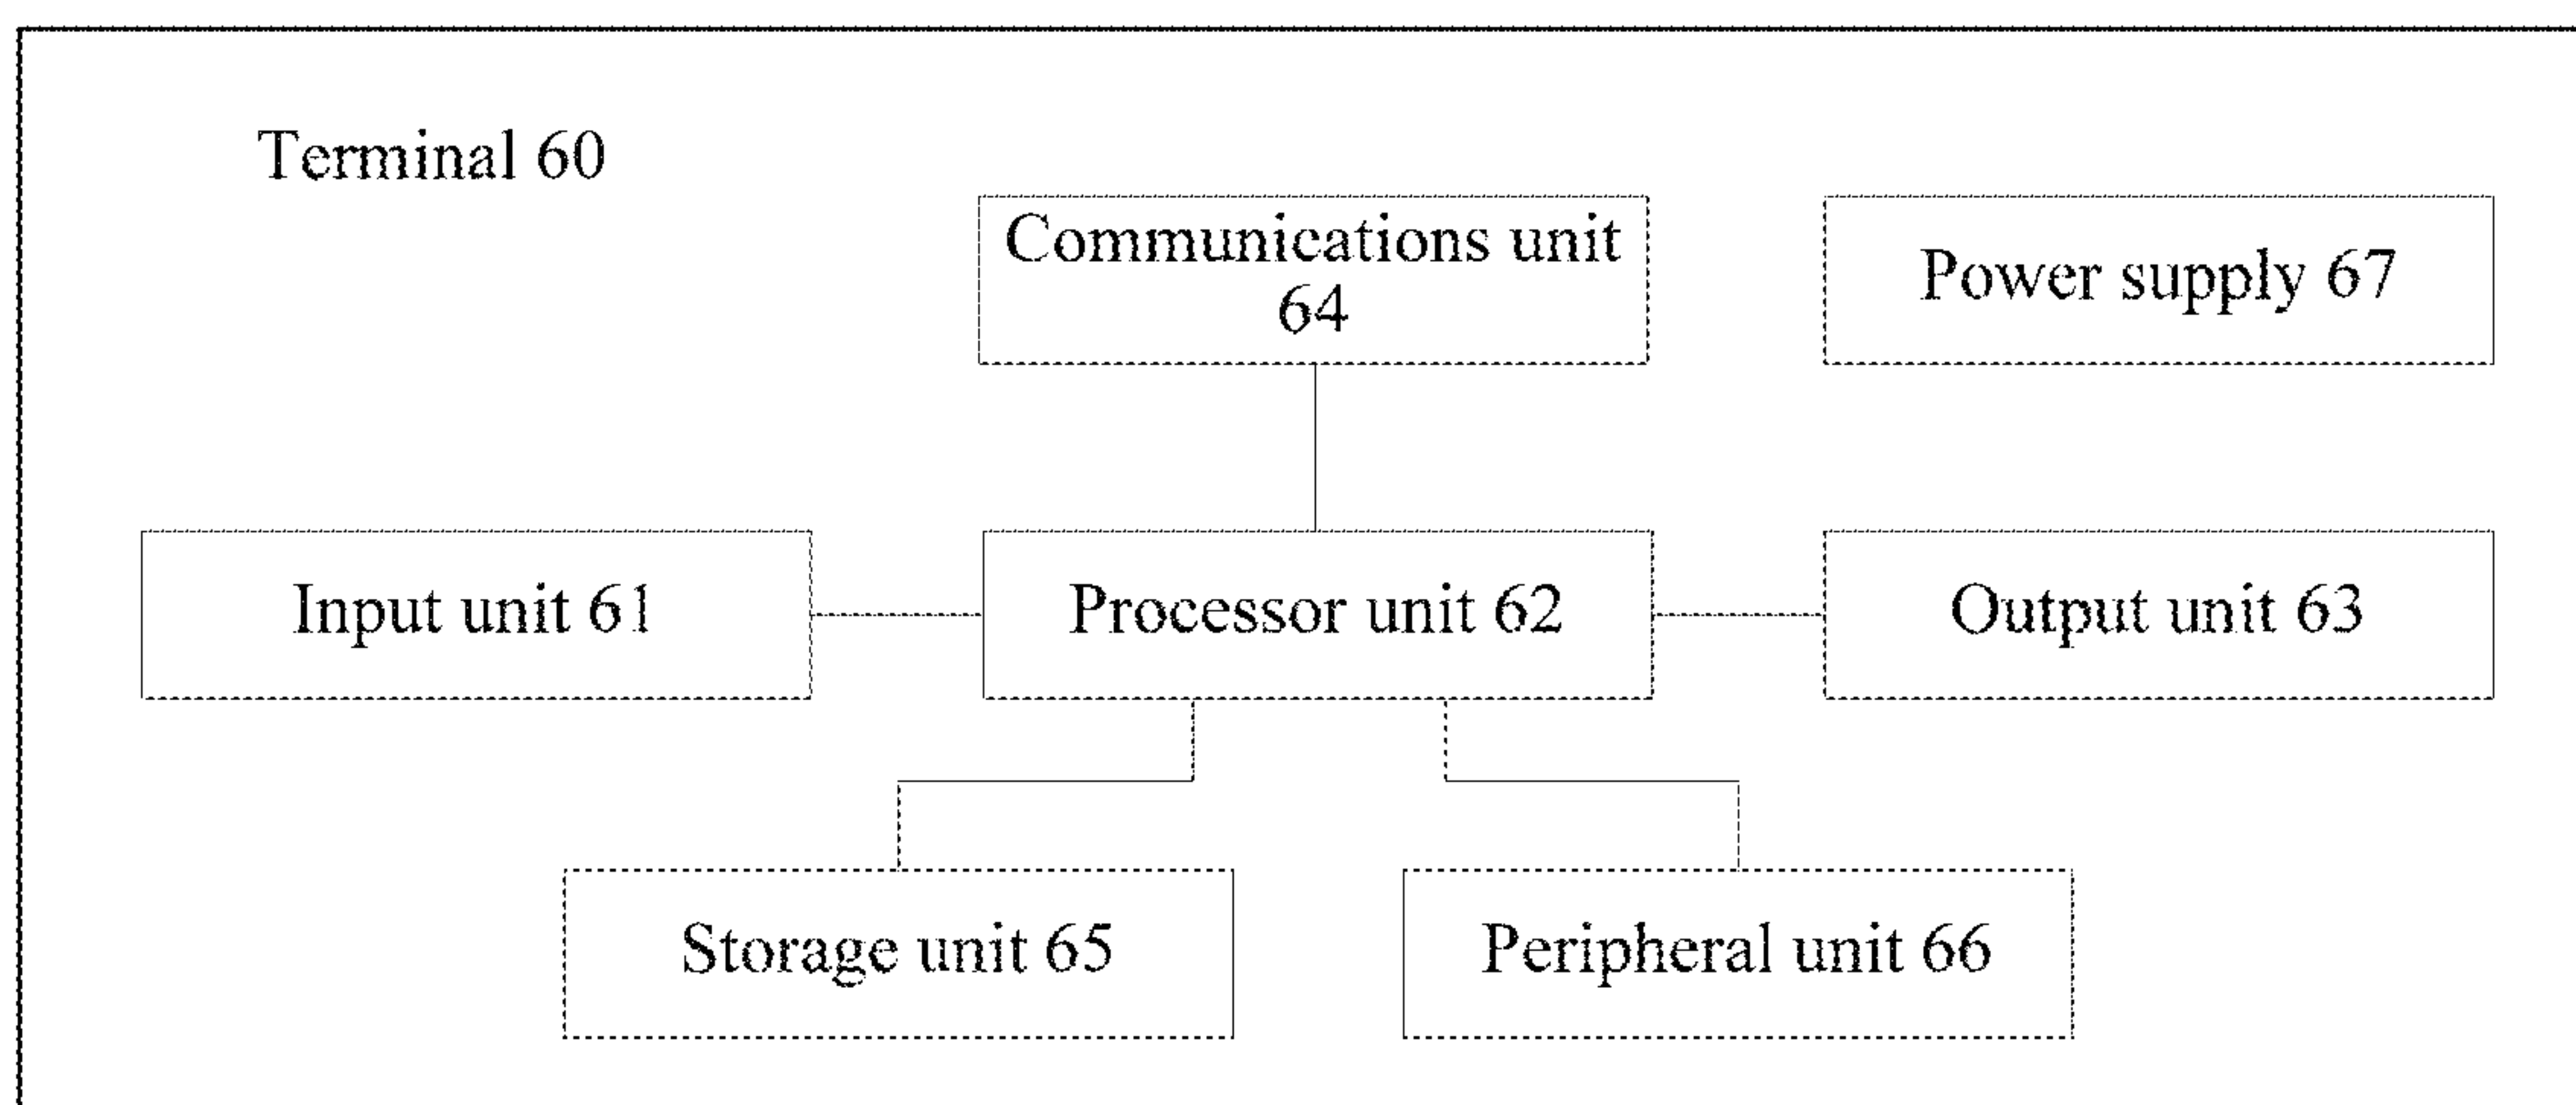 Terminal 60
Communications unit
64
Power supply 67
Input unit 61
Processor unit 62
Output unit 63
Storage unit 65
Peripheral unit 66